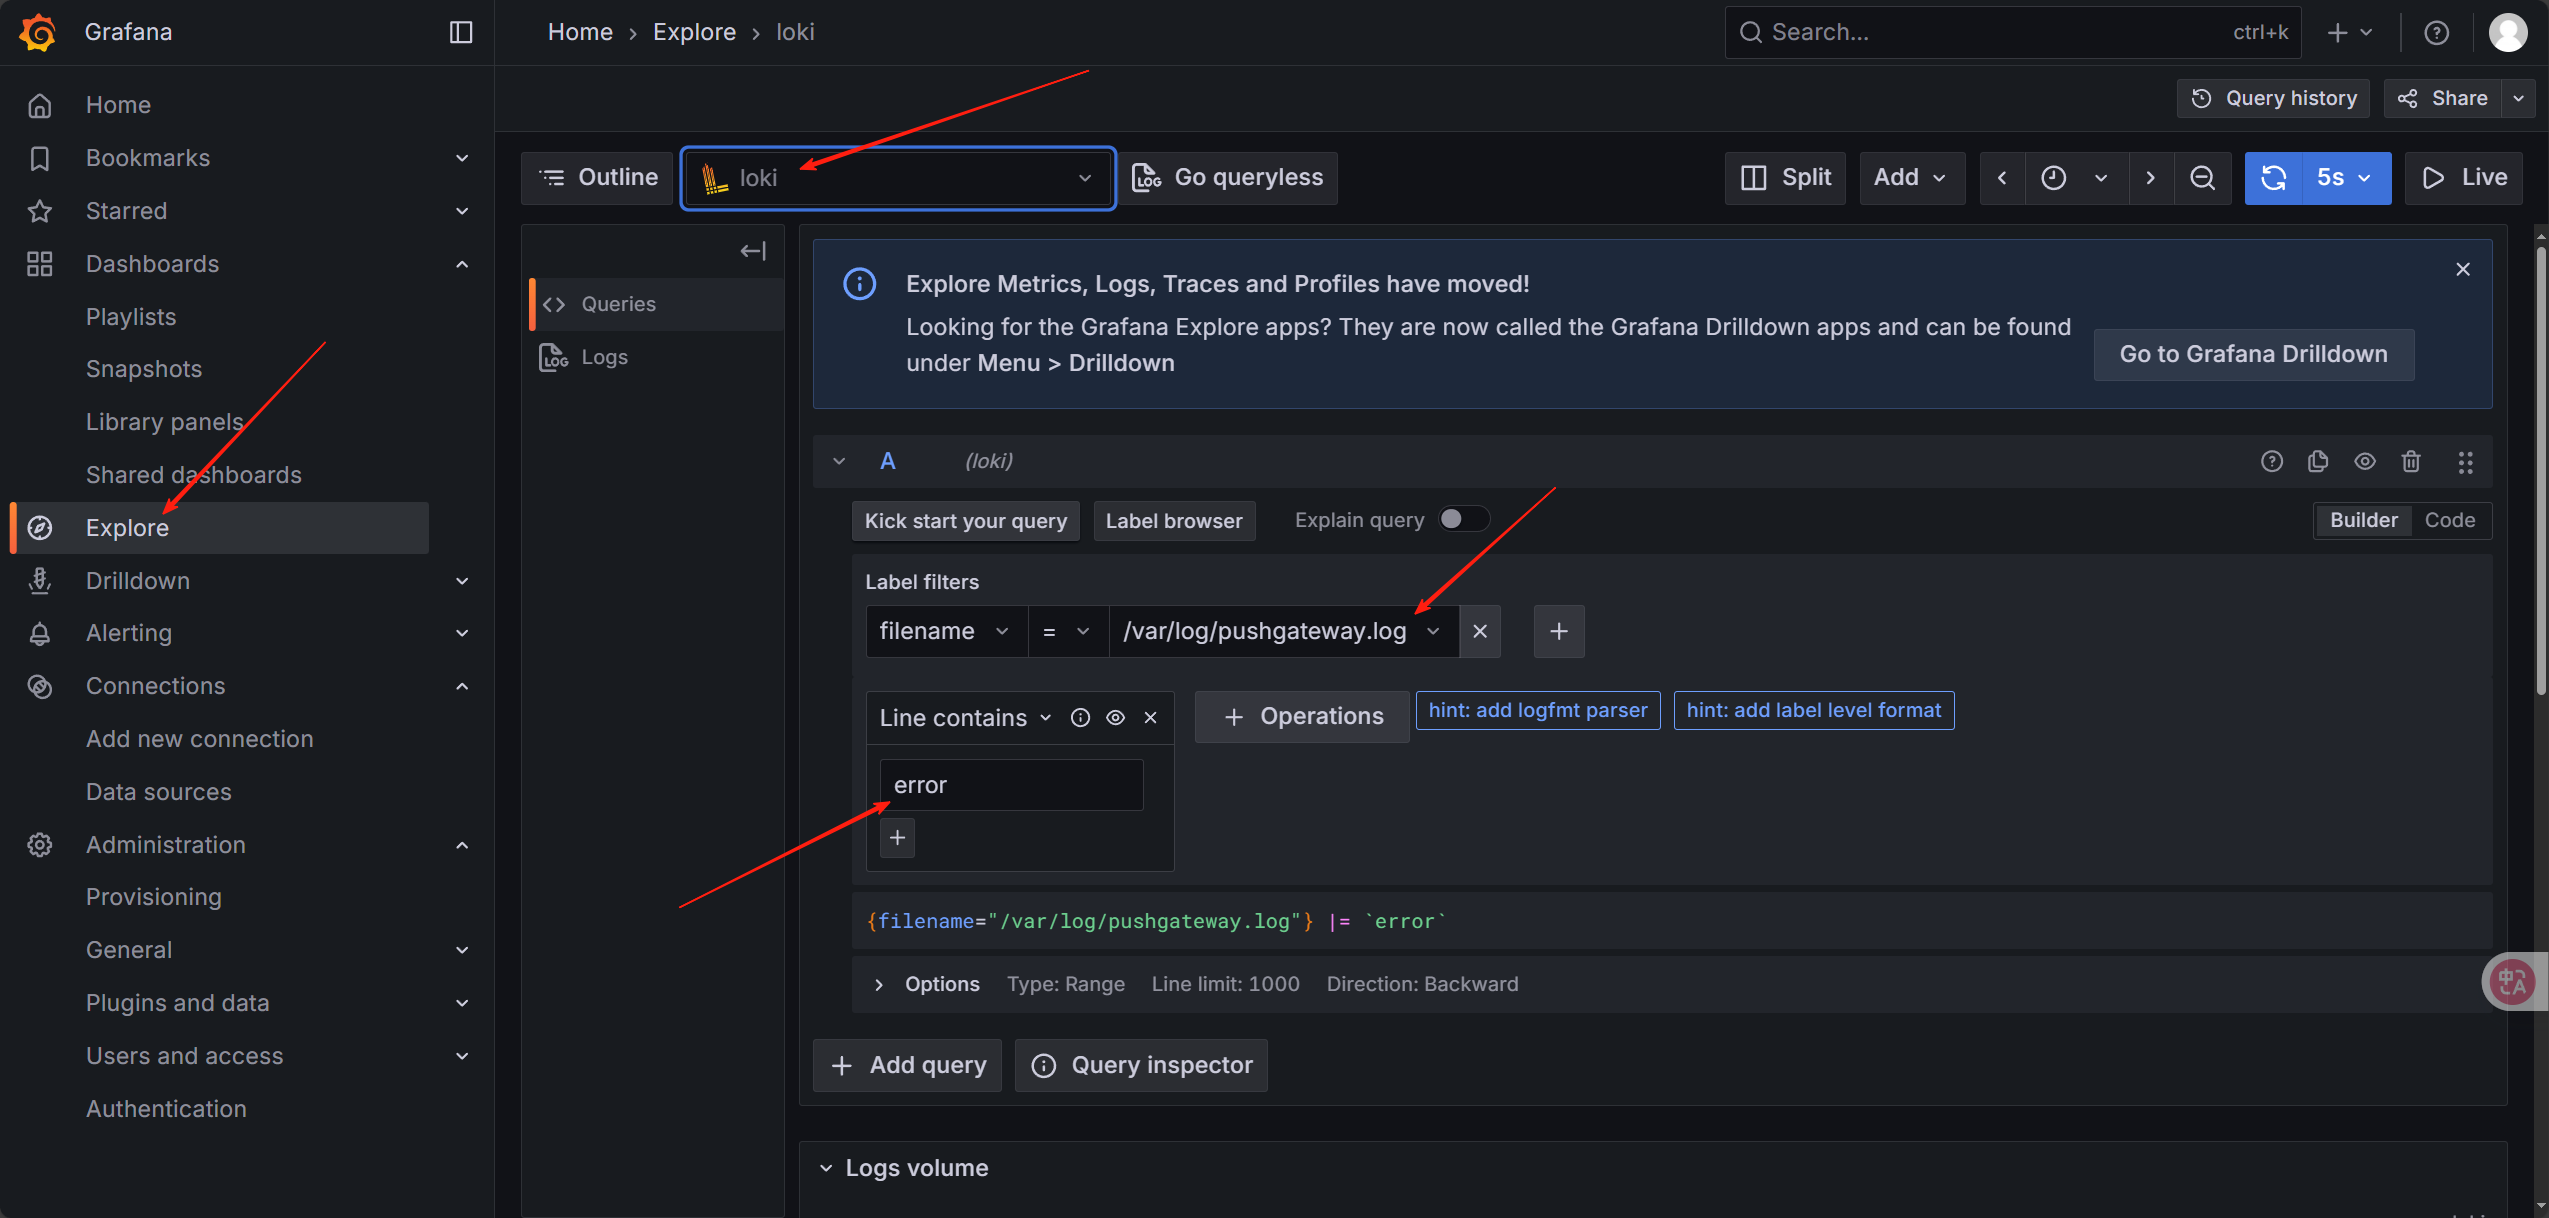 Grafana
Home › Explore › loki
Search...
ctrl+k
Query history
Share
Home
Bookmarks
Starred
Dashboards
Playlists
Snapshots
Library panels
Shared dashboards
Explore
Drilldown
Alerting
Connections
Add new connection
Data sources
Administration
Provisioning
General
Plugins and data
Users and access
Authentication
Outline
loki
LOG
Go queryless
Split
Add
5s
Live
Queries
LOG
Logs
Explore Metrics, Logs, Traces and Profiles have moved!
Looking for the Grafana Explore apps? They are now called the Grafana Drilldown apps and can be found
under Menu > Drilldown
Go to Grafana Drilldown
A
(loki)
Kick start your query
Label browser
Explain query
Builder
Code
Label filters
filename
=
/var/log/pushgateway.log
Line contains
Operations
hint: add logfmt parser
hint: add label level format
error
{filename="/var/log/pushgateway.log"} |= `error`
Options
Type: Range
Line limit: 1000
Direction: Backward
Add query
Query inspector
Logs volume